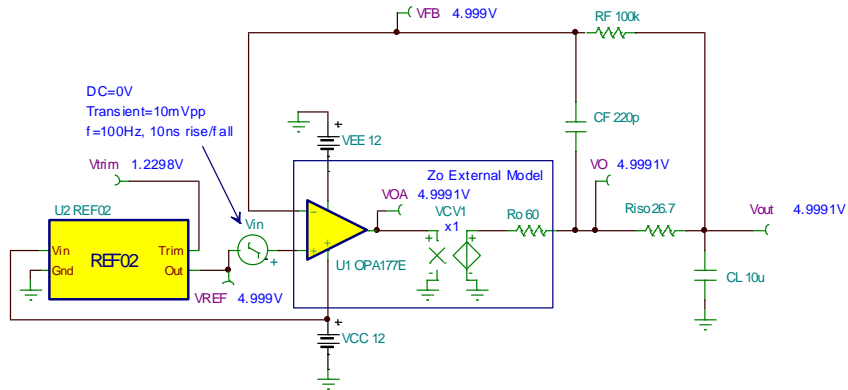 VFB 4.999V
RF 100k
DC=0V
Transient=10mVpp
f=100Hz, 10ns rise/fall
+
VEE 12
-
CF 220p
Vtrim 1.2298V
Zo External Model
VO 4.9991V
U2 REF02
Vin
VOA 4.9991V
VCV1
x1
Ro 60
Riso 26.7
Vout 4.9991V
Vin
Gnd
REF02
Trim
Out
+
-
+
+
U1 OPA177E
+
-
+
-
CL 10u
VREF 4.999V
+
VCC 12
-